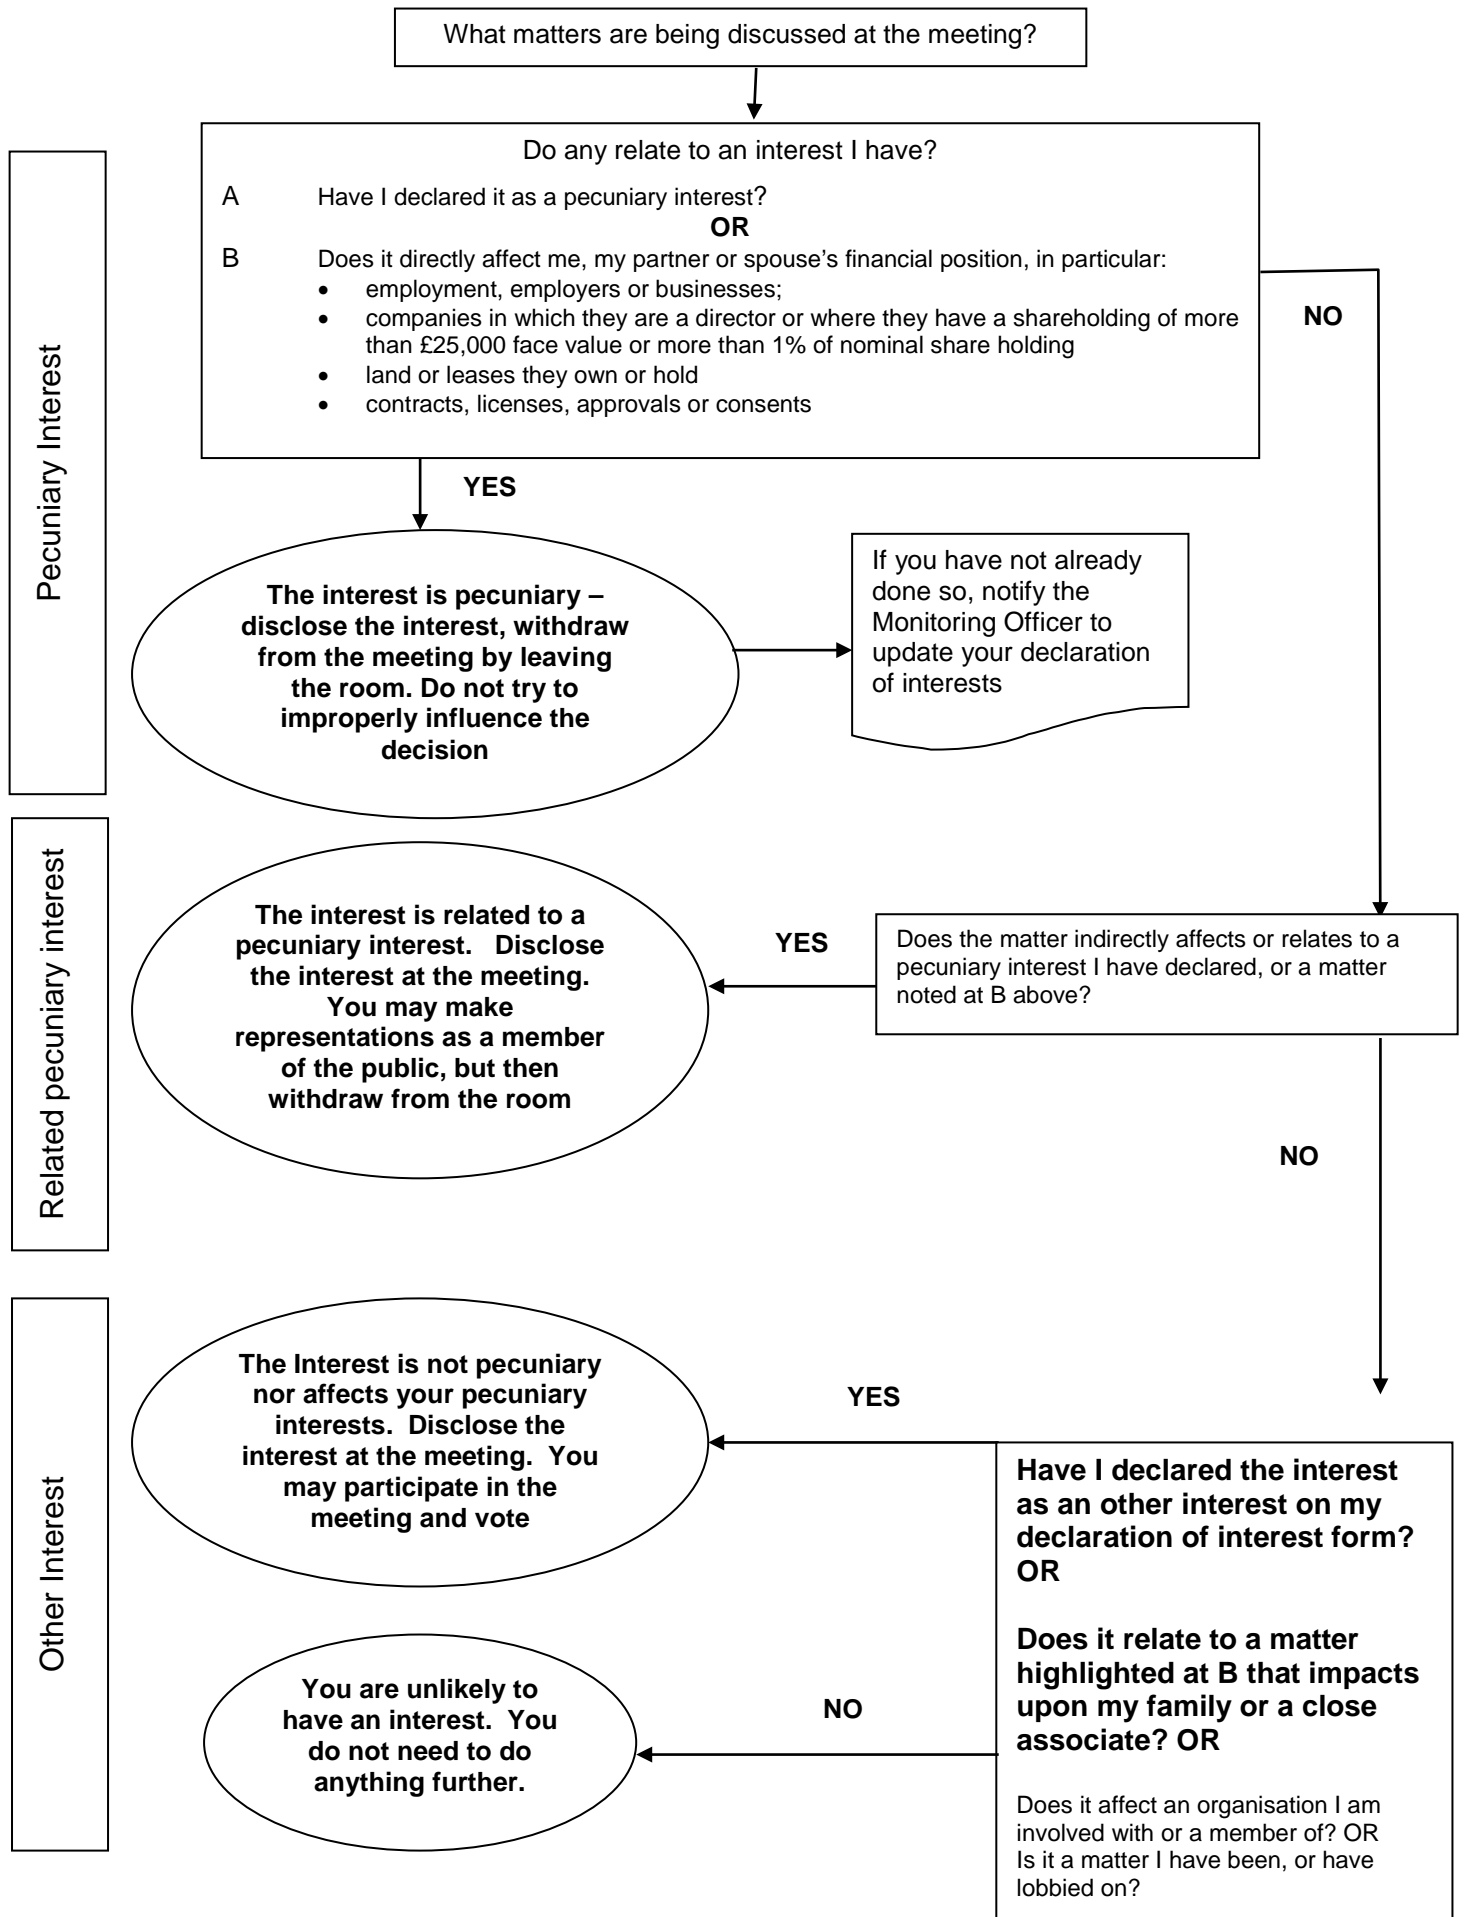 What matters are being discussed at the meeting?
Pecuniary Interest
Do any relate to an interest I have?
A Have I declared it as a pecuniary interest?
OR
B Does it directly affect me, my partner or spouse's financial position, in particular:
• employment, employers or businesses;
• companies in which they are a director or where they have a shareholding of more
than £25,000 face value or more than 1% of nominal share holding
• land or leases they own or hold
• contracts, licenses, approvals or consents
NO
YES
The interest is pecuniary –
disclose the interest, withdraw
from the meeting by leaving
the room. Do not try to
improperly influence the
decision
If you have not already
done so, notify the
Monitoring Officer to
update your declaration
of interests
Related pecuniary interest
The interest is related to a
pecuniary interest. Disclose
the interest at the meeting.
You may make
representations as a member
of the public, but then
withdraw from the room
YES
Does the matter indirectly affects or relates to a
pecuniary interest I have declared, or a matter
noted at B above?
NO
Other Interest
The Interest is not pecuniary
nor affects your pecuniary
interests. Disclose the
interest at the meeting. You
may participate in the
meeting and vote
YES
Have I declared the interest
as an other interest on my
declaration of interest form?
OR
Does it relate to a matter
highlighted at B that impacts
upon my family or a close
associate? OR
Does it affect an organisation I am
involved with or a member of? OR
Is it a matter I have been, or have
lobbied on?
NO
You are unlikely to
have an interest. You
do not need to do
anything further.